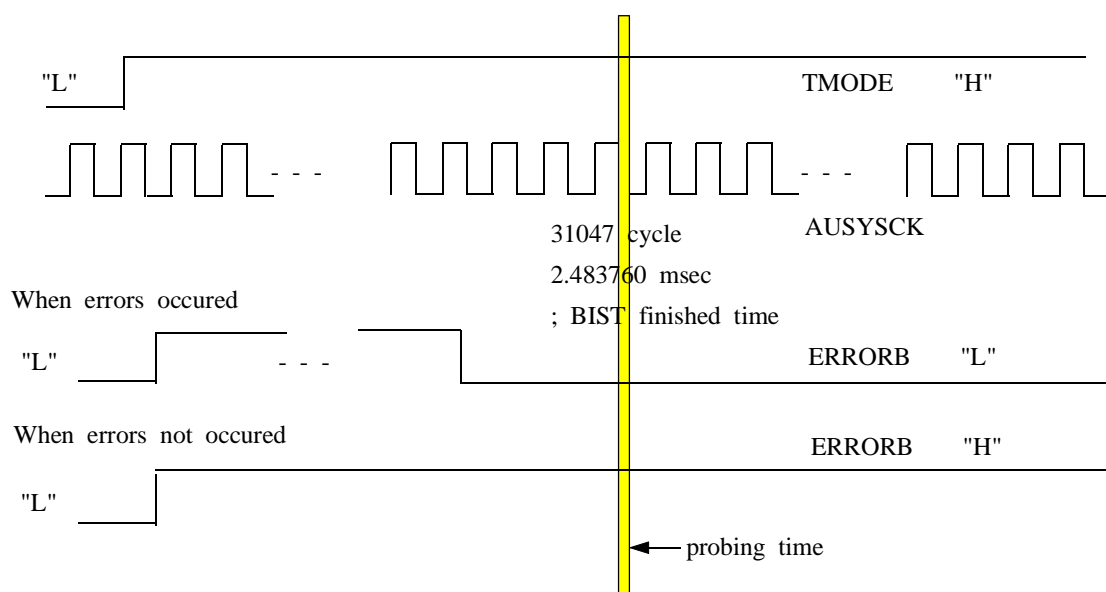 "L"
TMODE "H"
- - -
- - -
31047 cycle
AUSYSCK
2.483760 msec
When errors occured
; BIST finished time
"L"
- - -
ERRORB "L"
When errors not occured
ERRORB "H"
"L"
probing time